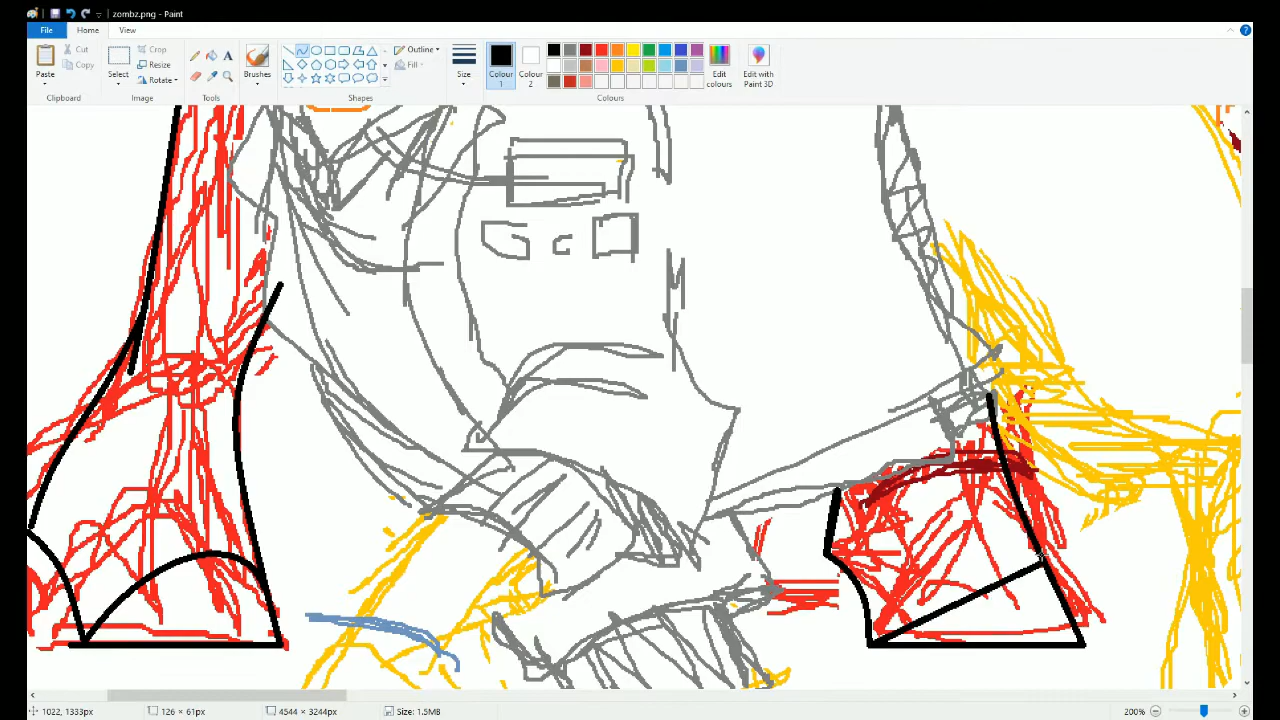 zombz.png - Paint
File Home View
Paste
Cut
Copy
Clipboard
Select
Crop
Resize
Rotate
Image
A
Tools
Brushes
Outline
Fill
Shapes
Size
Colour 1
Colour 2
Edit colours
Edit with Paint 3D
Colours
1022, 1333px
126 × 61px
4544 × 3244px
Size: 1.5MB
200%